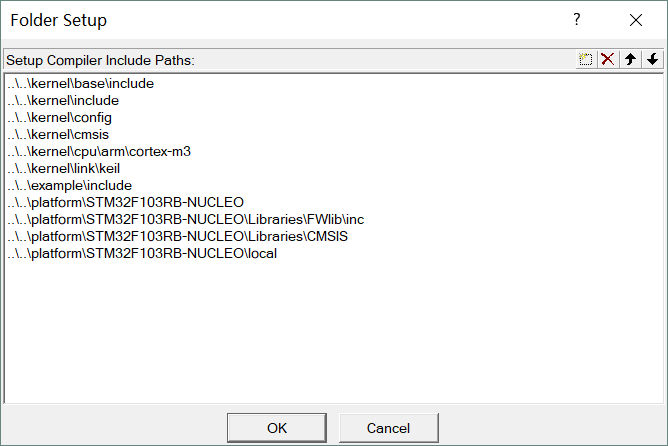 Folder Setup
?
Setup Compiler Include Paths:
..\..\kernel\base\include
..\..\kernel\include
..\..\kernel\config
..\..\kernel\cmsis
..\..\kernel\cpu\arm\cortex-m3
..\..\kernel\link\keil
..\..\example\include
..\..\platform\STM32F103RB-NUCLEO
..\..\platform\STM32F103RB-NUCLEO\Libraries\FWlib\inc
..\..\platform\STM32F103RB-NUCLEO\Libraries\CMSIS
..\..\platform\STM32F103RB-NUCLEO\local
OK
Cancel